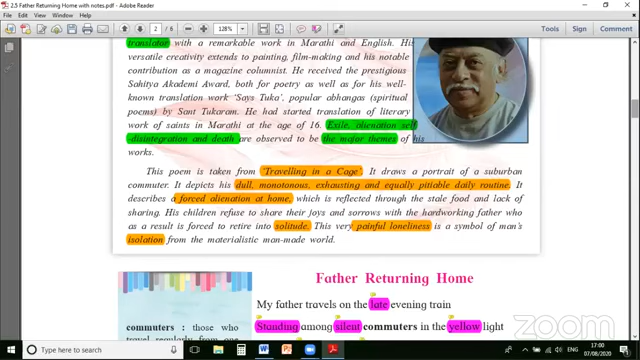 2.5 Father Returning Home with notes.pdf - Adobe Reader
File Edit View Window Help
2 / 6
128%
translator with a remarkable work in Marathi and English. His
versatile creativity extends to painting, film-making and his notable
contribution as a magazine columnist. He received the prestigious
Sahitya Akademi Award, both for poetry as well as for his well-
known translation work 'Says Tuka', popular abhangas (spiritual
poems) by Sant Tukaram. He had started translation of literary
work of saints in Marathi at the age of 16. Exile, alienation self
-disintegration and death are observed to be the major themes of his
works.
This poem is taken from 'Travelling in a Cage'. It draws a portrait of a suburban
commuter. It depicts his dull, monotonous, exhausting and equally pitiable daily routine. It
describes a forced alienation at home, which is reflected through the stale food and lack of
sharing. His children refuse to share their joys and sorrows with the hardworking father who
as a result is forced to retire into solitude. This very painful loneliness is a symbol of man's
isolation from the materialistic man-made world.
Father Returning Home
My father travels on the late evening train
Standing among silent commuters in the yellow light
commuters : those who
travel regularly from one
zoom
ENG
17:00
07/08/2020